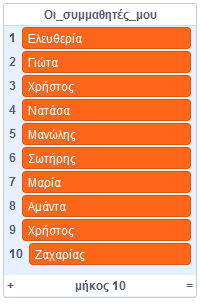 Οι_συμμαθητές_μου
1 Ελευθερία
2 Γιώτα
3 Χρήστος
4 Νατάσα
5 Μανώλης
6 Σωτήρης
7 Μαρία
8 Αμάντα
9 Χρήστος
10 Ζαχαρίας
+ μήκος 10 =